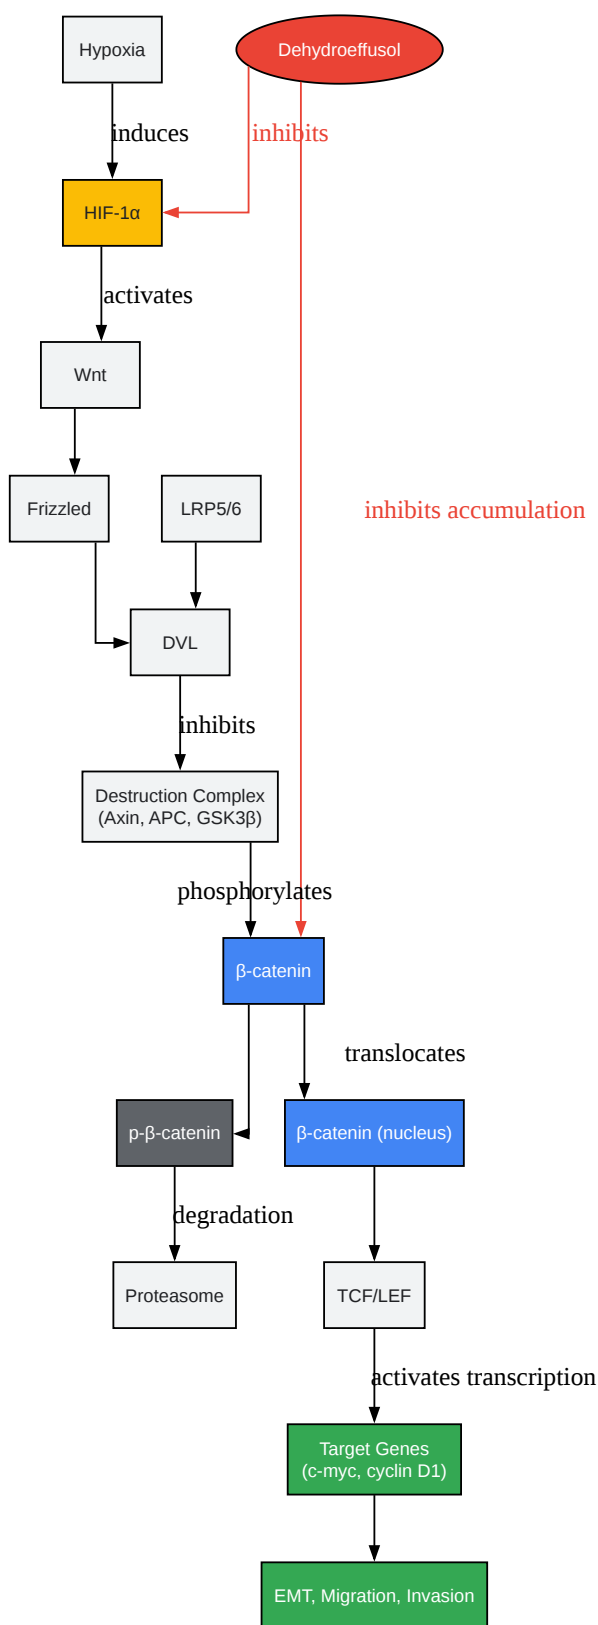 Hypoxia
Dehydroeffusol
induces
inhibits
HIF-1α
activates
Wnt
Frizzled
LRP5/6
inhibits accumulation
DVL
inhibits
Destruction Complex
(Axin, APC, GSK3β)
phosphorylates
β-catenin
translocates
p-β-catenin
β-catenin (nucleus)
degradation
Proteasome
TCF/LEF
activates transcription
Target Genes
(c-myc, cyclin D1)
EMT, Migration, Invasion